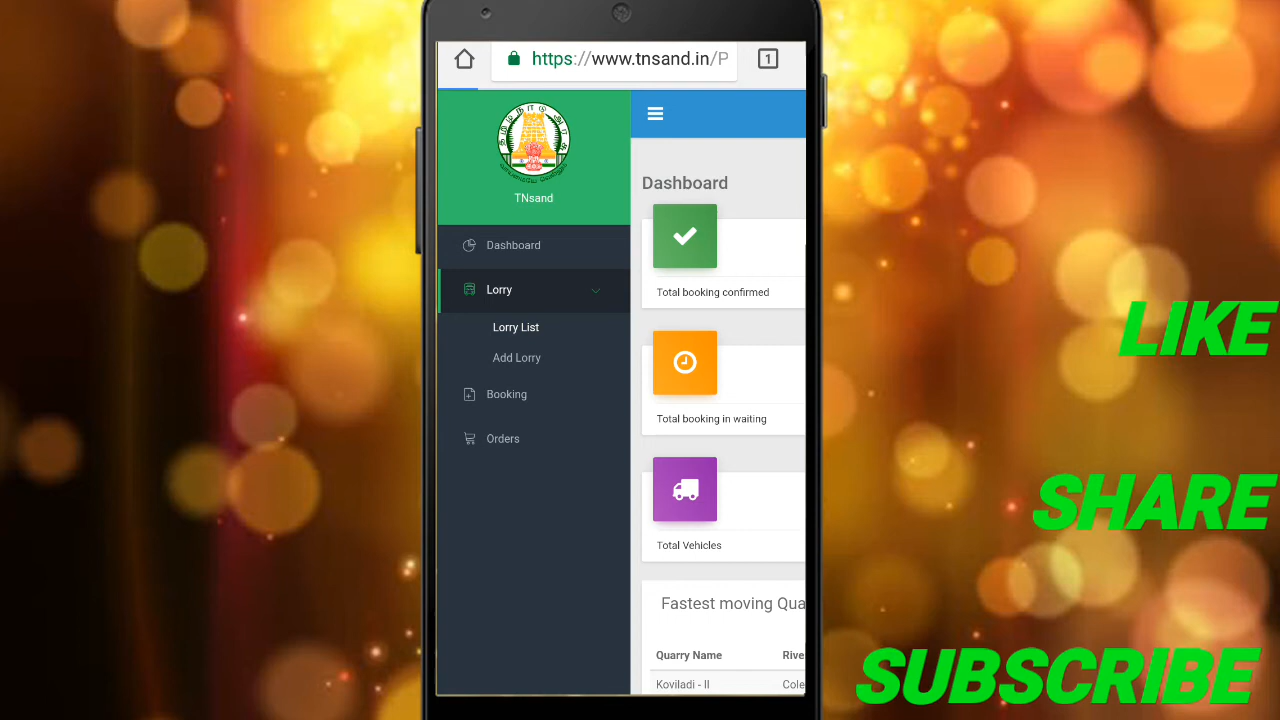 https://www.tnsand.in/P
1
TNsand
Dashboard
Lorry
Lorry List
Add Lorry
Booking
Orders
Dashboard
Total booking confirmed
Total booking in waiting
Total Vehicles
Fastest moving Qua
Quarry Name Rive
Koviladi - II Cole
LIKE
SHARE
SUBSCRIBE